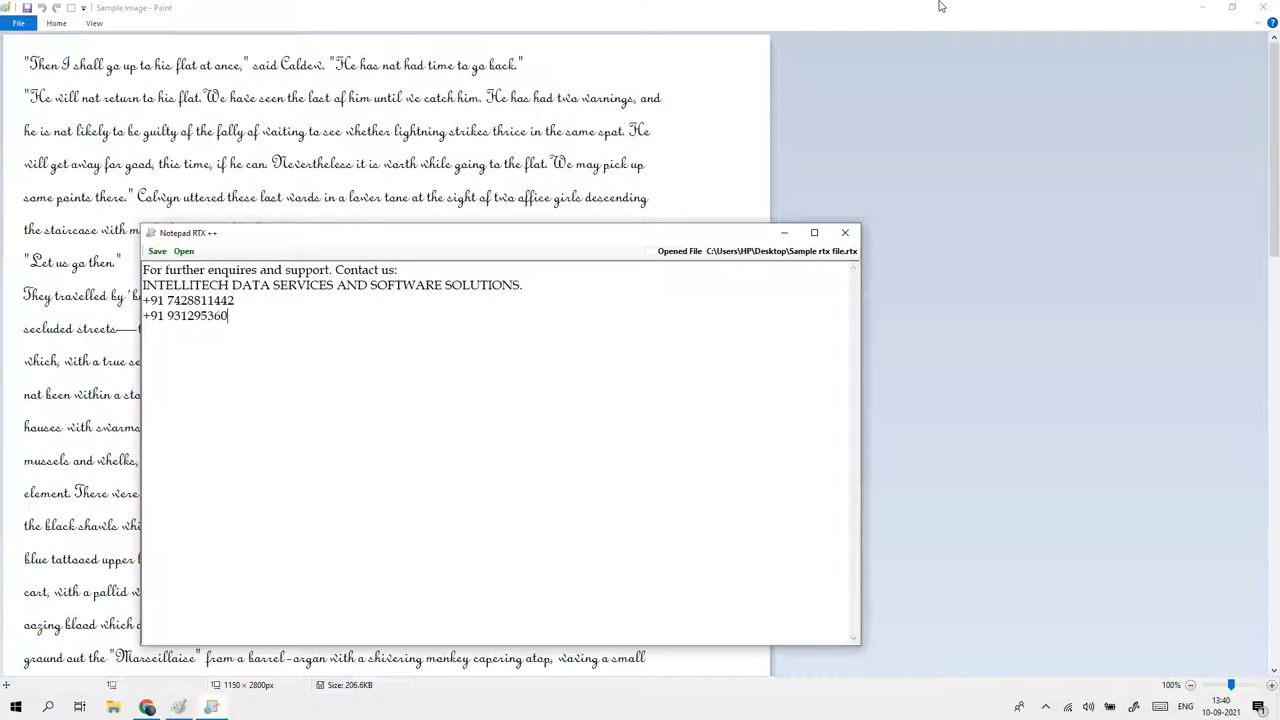 Sample Image - Paint
File Home View
"Then I shall go up to his flat at once," said Caldew. "He has not had time to go back."
"He will not return to his flat. We have seen the last of him until we catch him. He has had two warnings, and
he is not likely to be guilty of the folly of waiting to see whether lightning strikes thrice in the same spot. He
will get away for good, this time, if he can. Nevertheless it is worth while going to the flat. We may pick up
some points there." Colwyn uttered these last words in a lower tone at the sight of two office girls descending
the staircase with
"Let us go then."
They travelled by
secluded streets—
which, with a true
not been within a
houses with swarms
mussels and whelks,
element. There were
the black shawls
blue tattooed upper
cart, with a pallid
oozing blood which
ground out the "Marseillaise" from a barrel-organ with a shivering monkey capering atop, waving a small
Notepad RTX ++
Save Open Opened File C:\Users\HP\Desktop\Sample rtx file.rtx
For further enquires and support. Contact us:
INTELLITECH DATA SERVICES AND SOFTWARE SOLUTIONS.
+91 7428811442
+91 931295360
1150 × 2800px Size: 206.6KB 100%
ENG 13:40
10-09-2021